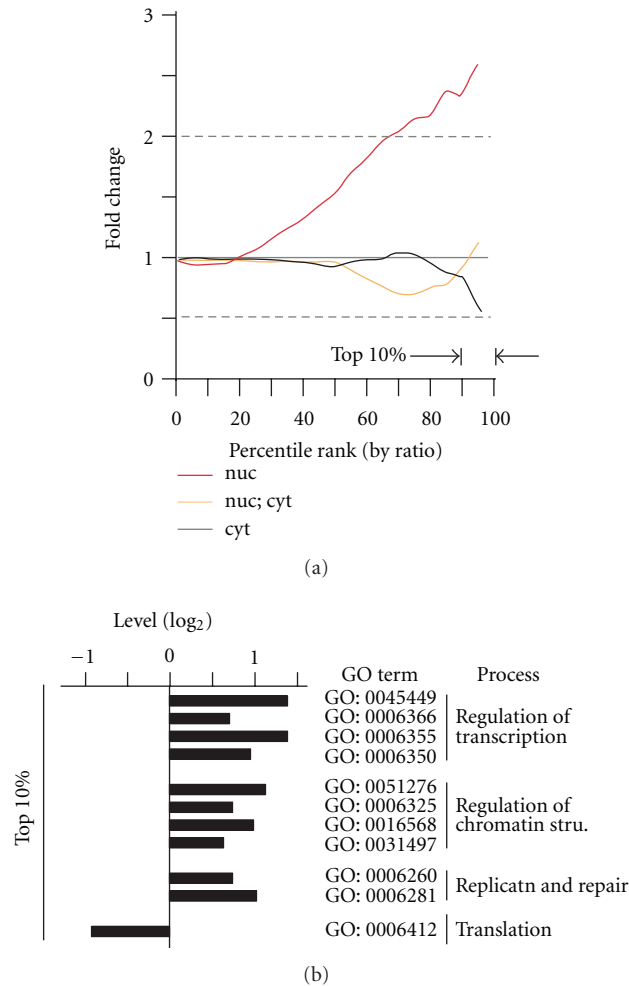 3
2
1
0
Fold change
Top 10%
0 20 40 60 80 100
Percentile rank (by ratio)
nuc
nuc; cyt
cyt
(a)
Level (log2)
−1 0 1
GO term Process
Top 10%
GO: 0045449
GO: 0006366
GO: 0006355
GO: 0006350
Regulation of
transcription
GO: 0051276
GO: 0006325
GO: 0016568
GO: 0031497
Regulation of
chromatin stru.
GO: 0006260
GO: 0006281
Replicatn and repair
GO: 0006412 Translation
(b)